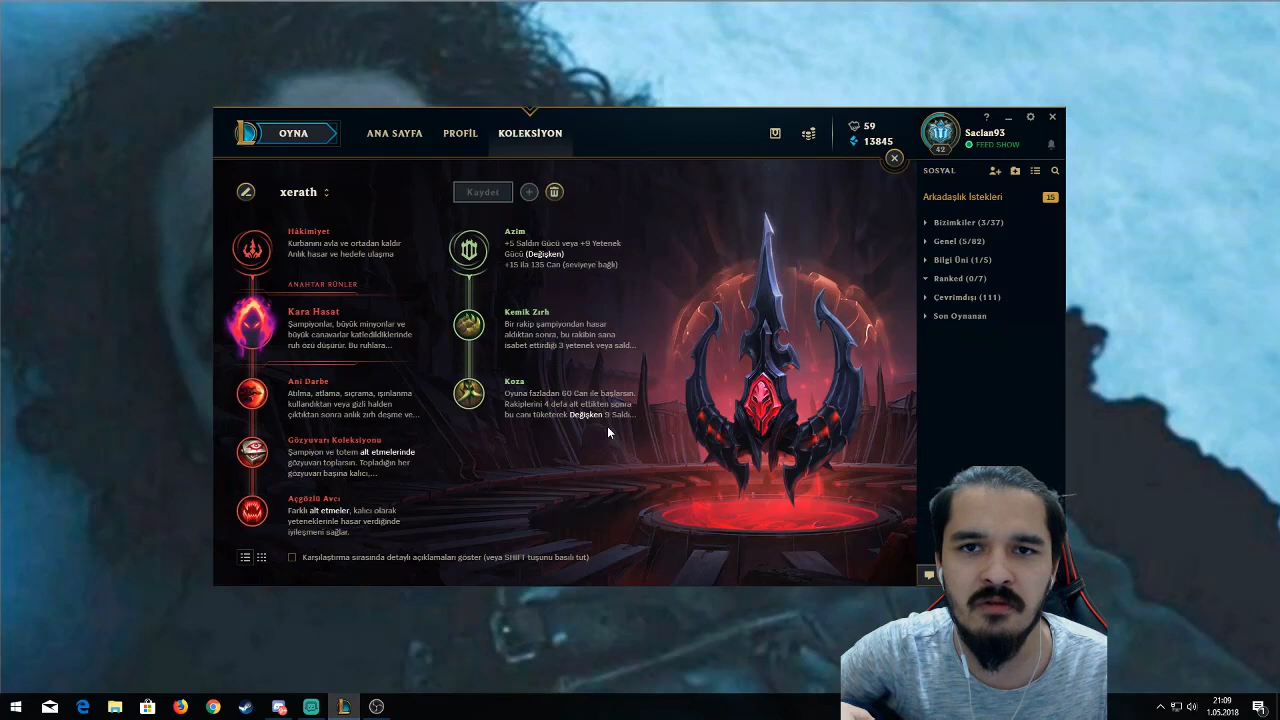 OYNA
ANA SAYFA
PROFİL
KOLEKSİYON
59
13845
?
42
Saclan93
FEED SHOW
xerath
Kaydet
SOSYAL
Arkadaşlık İstekleri
15
Bizimkiler (3/37)
Genel (5/82)
Bilgi Üni (1/5)
Ranked (0/7)
Çevrimdışı (111)
Son Oynanan
Hâkimiyet
Kurbanını avla ve ortadan kaldır
Anlık hasar ve hedefe ulaşma
ANAHTAR RÜNLER
Kara Hasat
Şampiyonlar, büyük minyonlar ve
büyük canavarlar katledildiklerinde
ruh özü düşürür. Bu ruhlara...
Ani Darbe
Atılma, atlama, sıçrama, ışınlanma
kullandıktan veya gizli halden
çıktıktan sonra anlık zırh deşme ve...
Gözyuvarı Koleksiyonu
Şampiyon ve totem alt etmelerinde
gözyuvarı toplarsın. Topladığın her
gözyuvarı başına kalıcı,...
Açgözlü Avcı
Farklı alt etmeler, kalıcı olarak
yeteneklerinle hasar verdiğinde
iyileşmeni sağlar.
Azim
+5 Saldırı Gücü veya +9 Yetenek
Gücü (Değişken)
+15 ila 135 Can (seviyeye bağlı)
Kemik Zırh
Bir rakip şampiyondan hasar
aldıktan sonra, bu rakibin sana
isabet ettirdiği 3 yetenek veya sald...
Koza
Oyuna fazladan 60 Can ile başlarsın.
Rakiplerini 4 defa alt ettikten sonra
bu canı tüketerek Değişken 9 Saldı...
Karşılaştırma sırasında detaylı açıklamaları göster (veya SHIFT tuşunu basılı tut)
21:09
1.05.2018